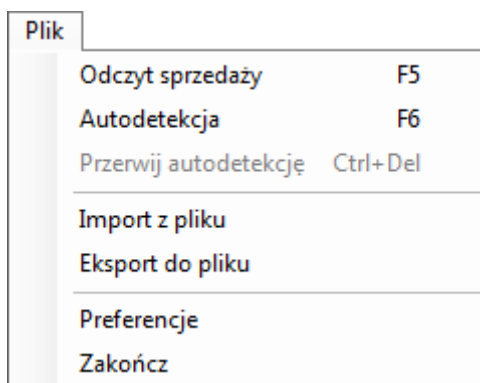 Plik
Odczyt sprzedaży F5
Autodetekcja F6
Przerwij autodetekcję Ctrl+Del
Import z pliku
Eksport do pliku
Preferencje
Zakończ